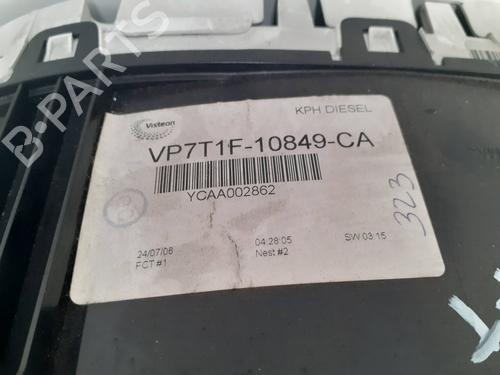 B-PARTS
Visteon
KPH DIESEL
VP7T1F-10849-CA
YCAA002862
323
24/07/08
FCT #1
04:28:05
Nest #2
SW 03:15